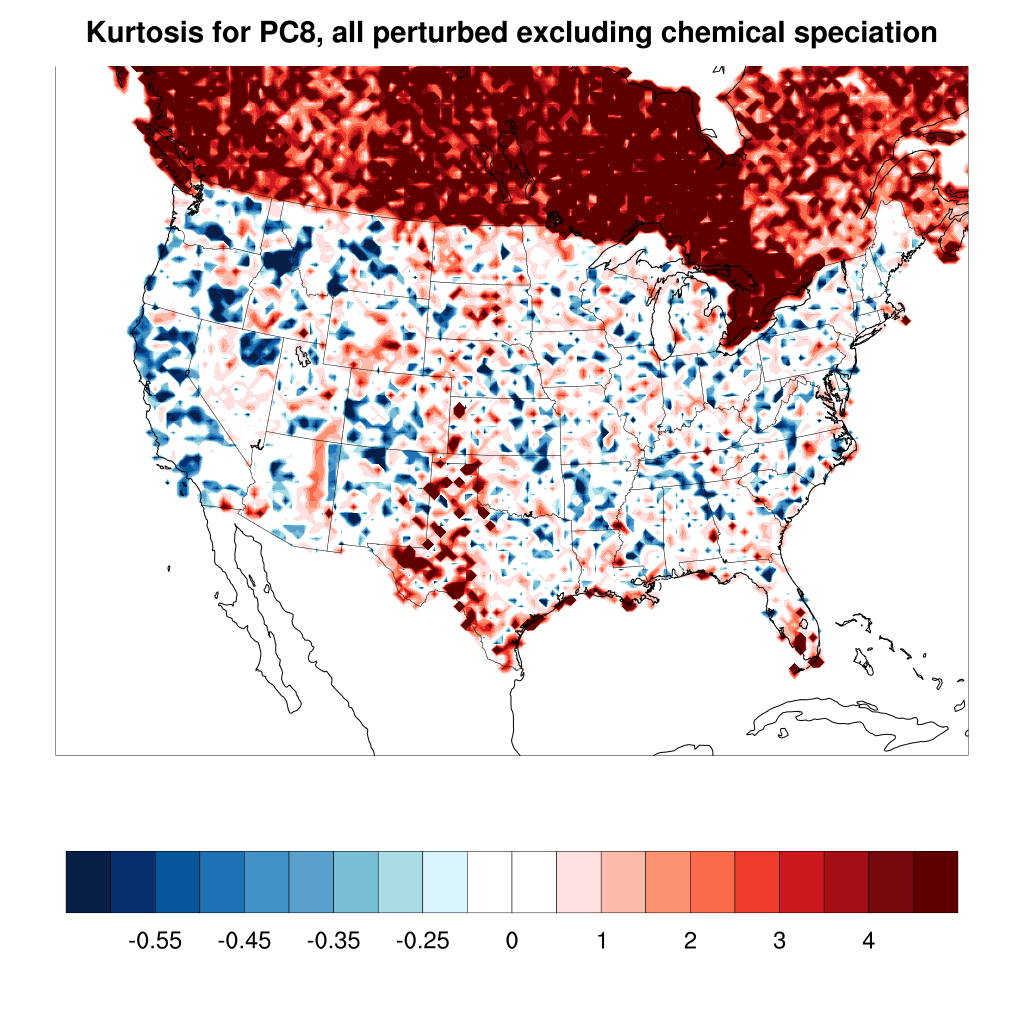 Kurtosis for PC8, all perturbed excluding chemical speciation
-0.55 -0.45 -0.35 -0.25 0 1 2 3 4